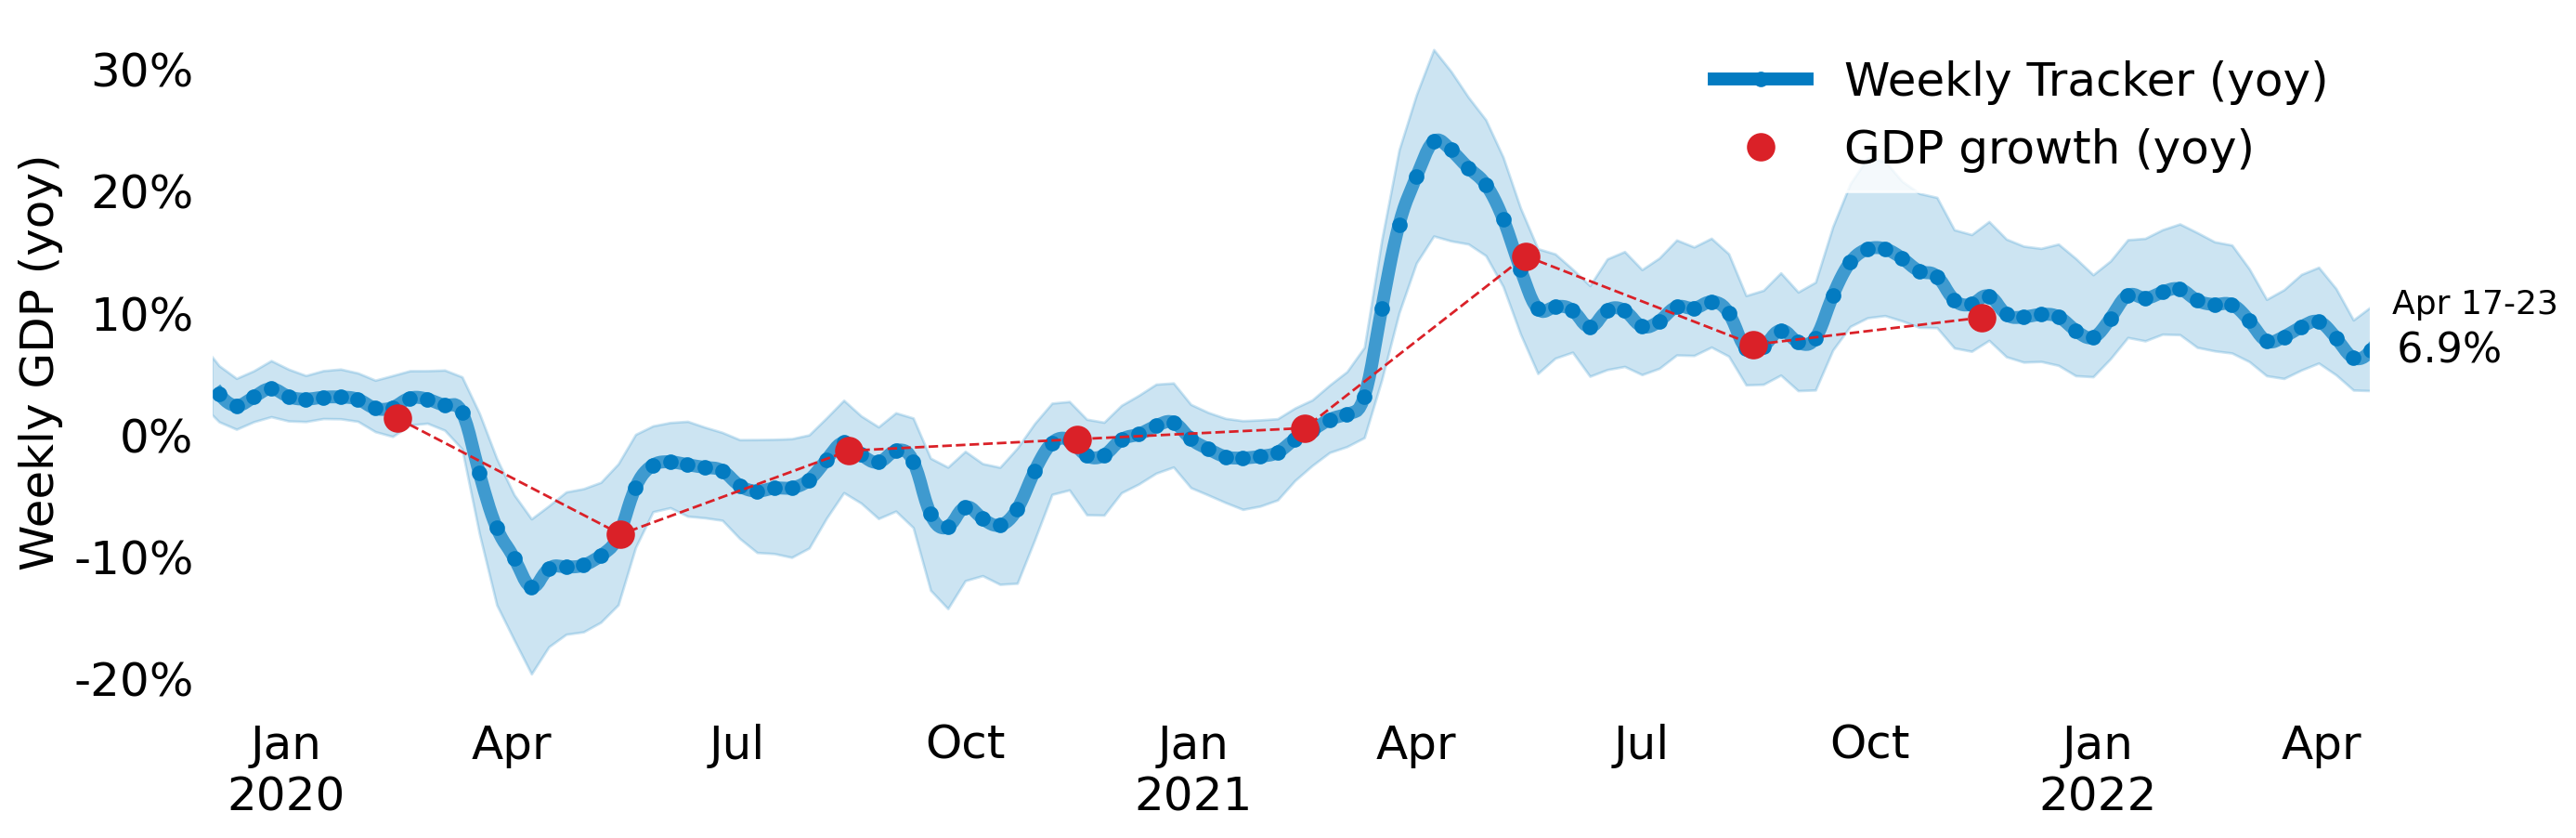 Weekly GDP (yoy)
30%
20%
10%
0%
-10%
-20%
Weekly Tracker (yoy)
GDP growth (yoy)
Apr 17-23
6.9%
Jan Apr Jul Oct Jan Apr Jul Oct Jan Apr
2020 2021 2022